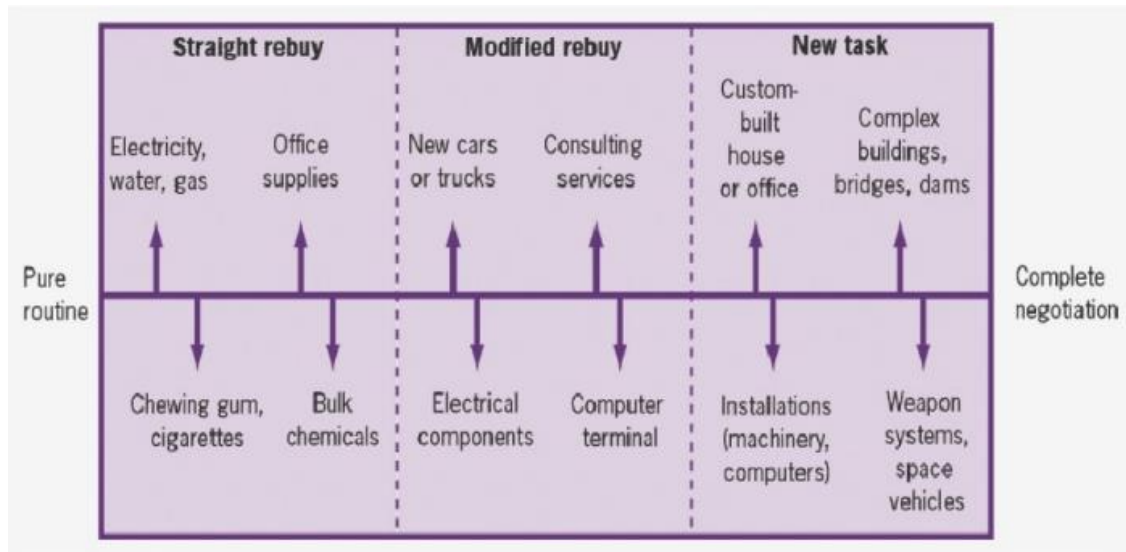 Straight rebuy
Modified rebuy
New task
Electricity,
water, gas
Office
supplies
New cars
or trucks
Consulting
services
Custom-
built
house
or office
Complex
buildings,
bridges, dams
Pure
routine
Complete
negotiation
Chewing gum,
cigarettes
Bulk
chemicals
Electrical
components
Computer
terminal
Installations
(machinery,
computers)
Weapon
systems,
space
vehicles